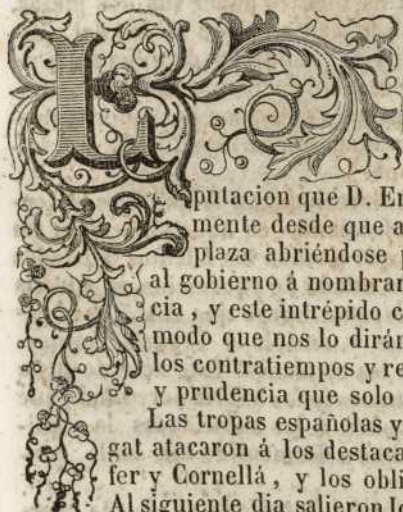 L
putacion que D. En
mente desde que a
plaza abriéndose p
al gobierno á nombrar
cia, y este intrépido c
modo que nos lo dirán
los contratiempos y re
y prudencia que solo
Las tropas españolas y
gat atacaron á los destaca
fer y Cornellá, y los obli
Al siguiente dia salieron lo